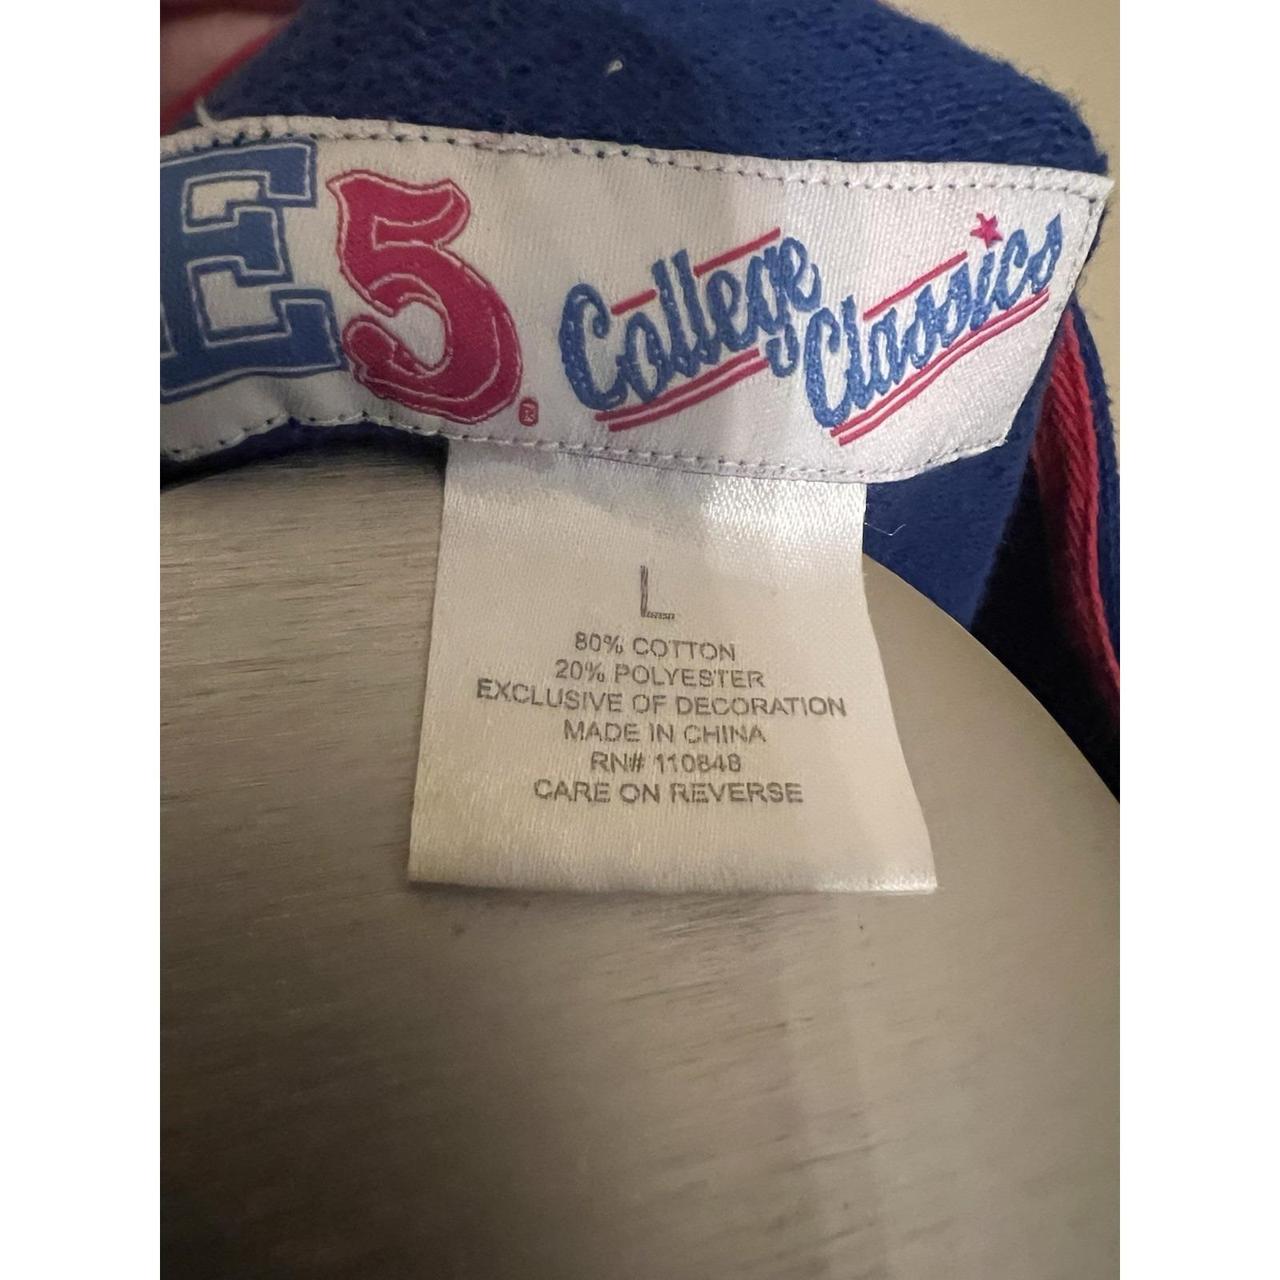 E5® College Classics
L
80% COTTON
20% POLYESTER
EXCLUSIVE OF DECORATION
MADE IN CHINA
RN# 110848
CARE ON REVERSE